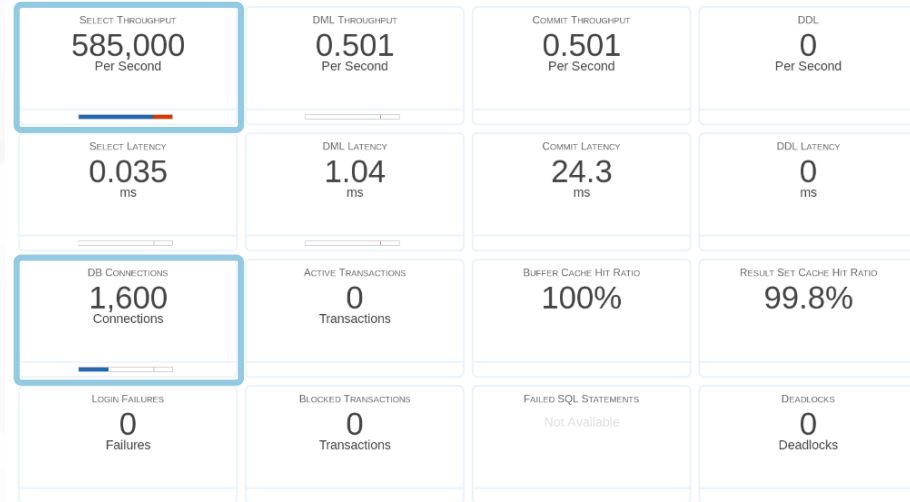 Select Throughput
585,000
Per Second
DML Throughput
0.501
Per Second
Commit Throughput
0.501
Per Second
DDL
0
Per Second
Select Latency
0.035
ms
DML Latency
1.04
ms
Commit Latency
24.3
ms
DDL Latency
0
ms
DB Connections
1,600
Connections
Active Transactions
0
Transactions
Buffer Cache Hit Ratio
100%
Result Set Cache Hit Ratio
99.8%
Login Failures
0
Failures
Blocked Transactions
0
Transactions
Failed SQL Statements
Not Available
Deadlocks
0
Deadlocks